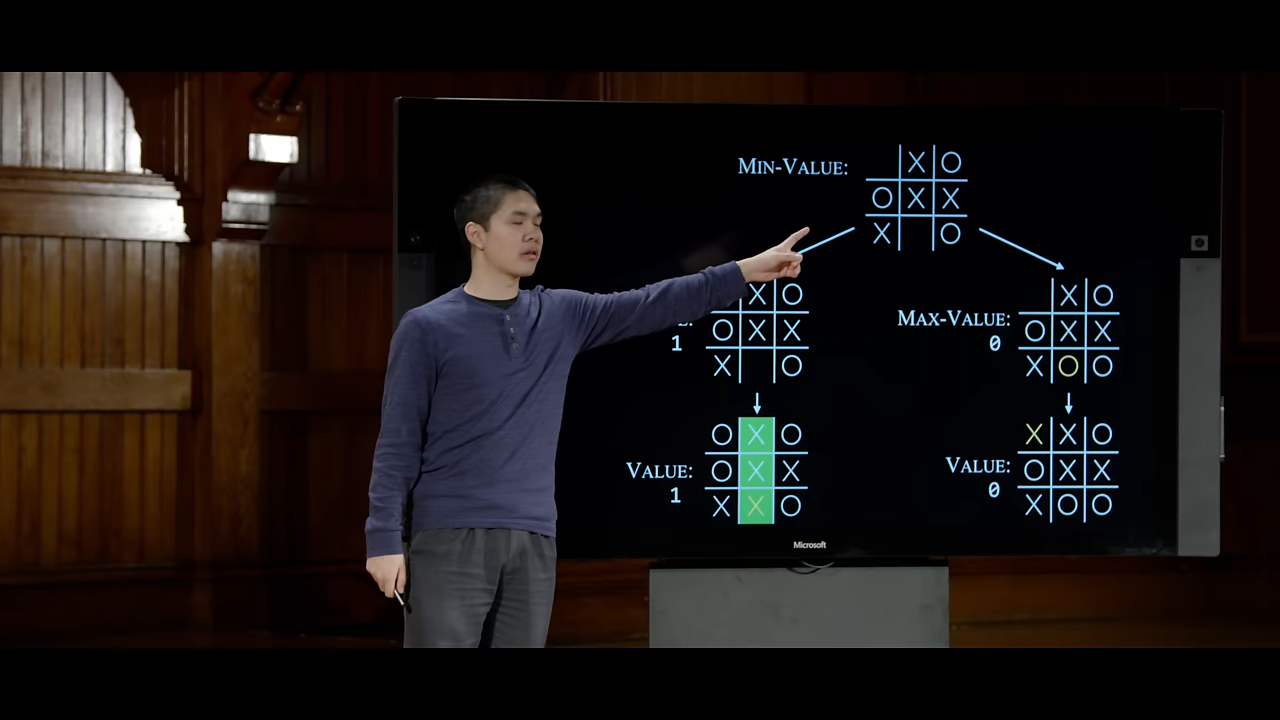 MIN-VALUE:
X O
O X X
X O
X O
O X X
X O
1
MAX-VALUE:
0
X O
O X X
X O O
VALUE:
1
O X O
O X X
X X O
VALUE:
0
X X O
O X X
X O O
Microsoft